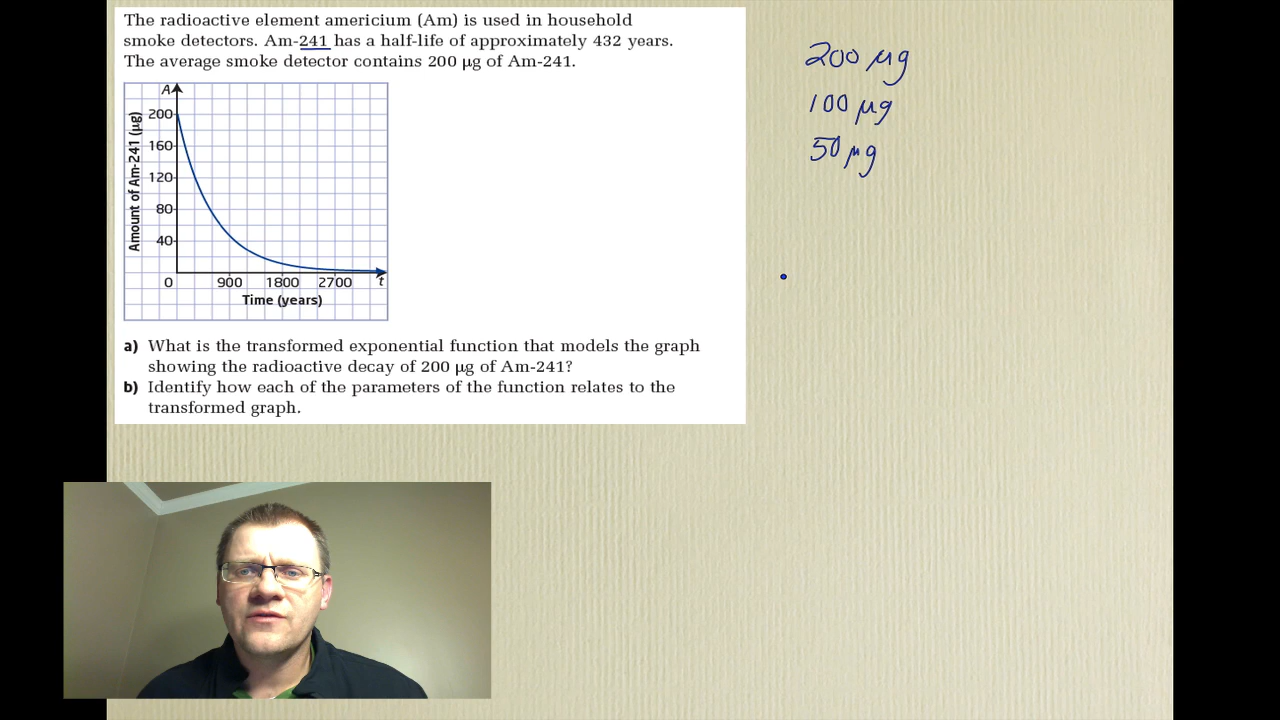 The radioactive element americium (Am) is used in household
smoke detectors. Am-241 has a half-life of approximately 432 years.
The average smoke detector contains 200 μg of Am-241.
A
200
160
120
80
40
0
900 1800 2700 t
Amount of Am-241 (μg)
Time (years)
a) What is the transformed exponential function that models the graph
showing the radioactive decay of 200 μg of Am-241?
b) Identify how each of the parameters of the function relates to the
transformed graph.
200 μg
100 μg
50 μg